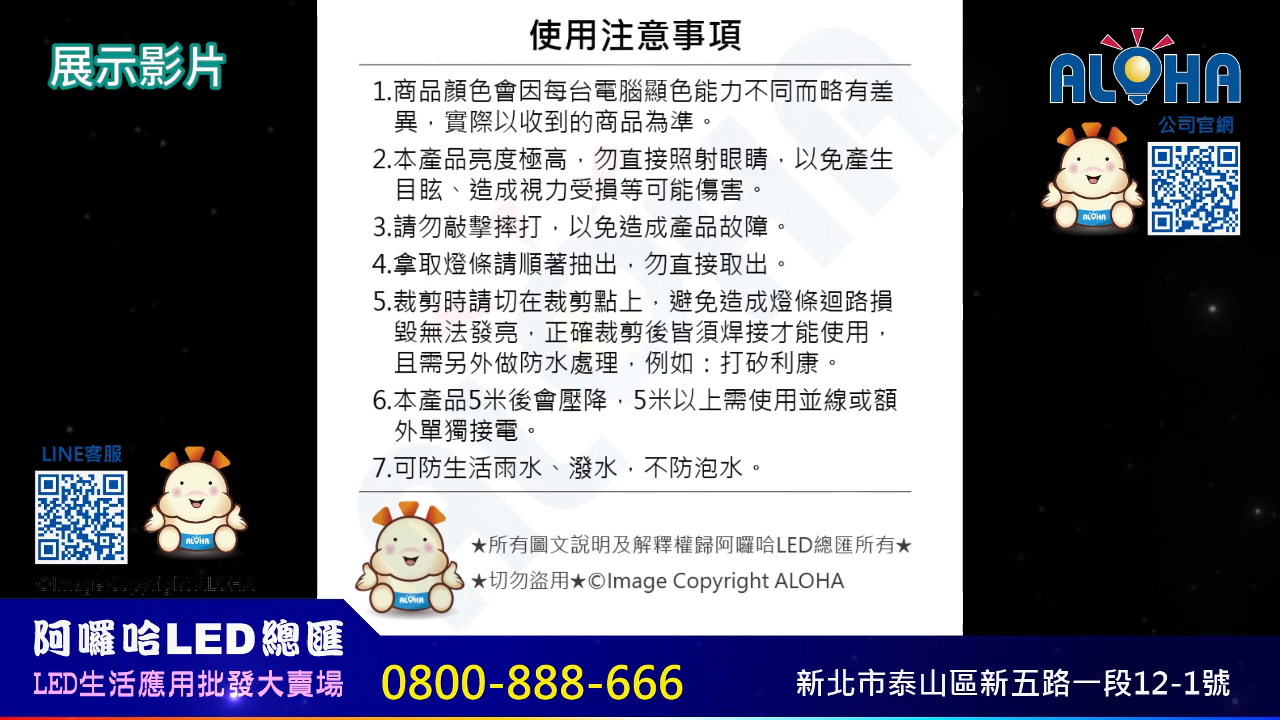 展示影片
使用注意事項
1.商品顏色會因每台電腦顯色能力不同而略有差
異，實際以收到的商品為準。
2.本產品亮度極高，勿直接照射眼睛，以免產生
目眩、造成視力受損等可能傷害。
3.請勿敲擊摔打，以免造成產品故障。
4.拿取燈條請順著抽出，勿直接取出。
5.裁剪時請切在裁剪點上，避免造成燈條迴路損
毀無法發亮，正確裁剪後皆須焊接才能使用，
且需另外做防水處理，例如：打矽利康。
6.本產品5米後會壓降，5米以上需使用並線或額
外單獨接電。
7.可防生活雨水、潑水，不防泡水。
★所有圖文說明及解釋權歸阿囉哈LED總匯所有★
★切勿盜用★©Image Copyright ALOHA
ALOHA
ALOHA
公司官網
ALOHA
LINE客服
ALOHA
©Image Copyright ALOHA
阿囉哈LED總匯
LED生活應用批發大賣場
0800-888-666
新北市泰山區新五路一段12-1號